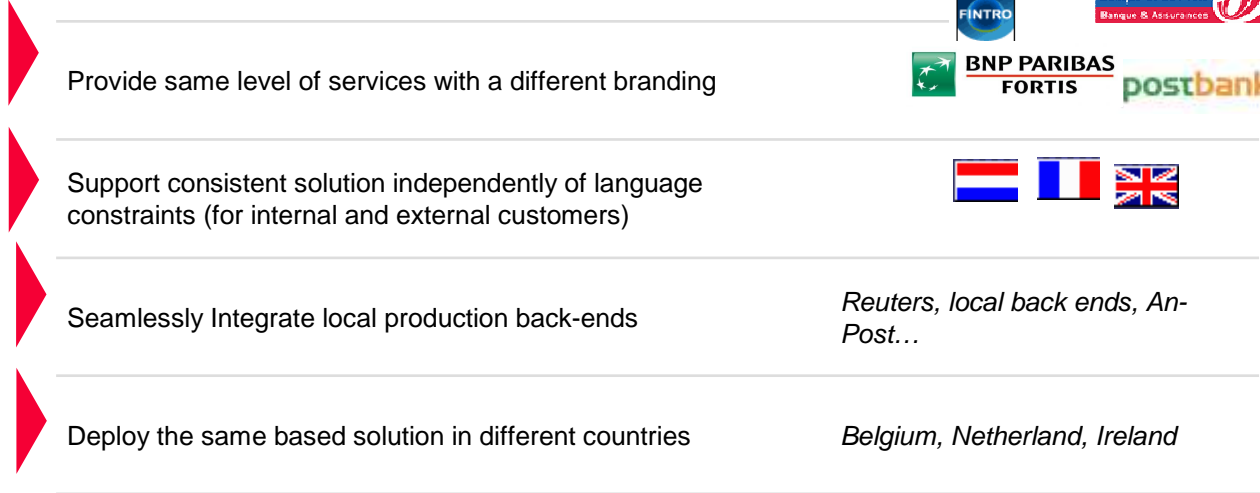 FINTRO
Banque & Assurances
Provide same level of services with a different branding
BNP PARIBAS
FORTIS
postbank
Support consistent solution independently of language
constraints (for internal and external customers)
Seamlessly Integrate local production back-ends
Reuters, local back ends, An-
Post…
Deploy the same based solution in different countries
Belgium, Netherland, Ireland